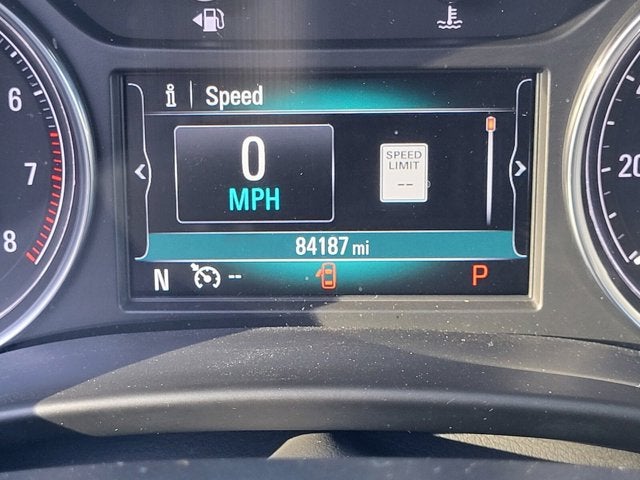 Speed
6
7
8
0
MPH
SPEED
LIMIT
--
20
84187 mi
N
--
P